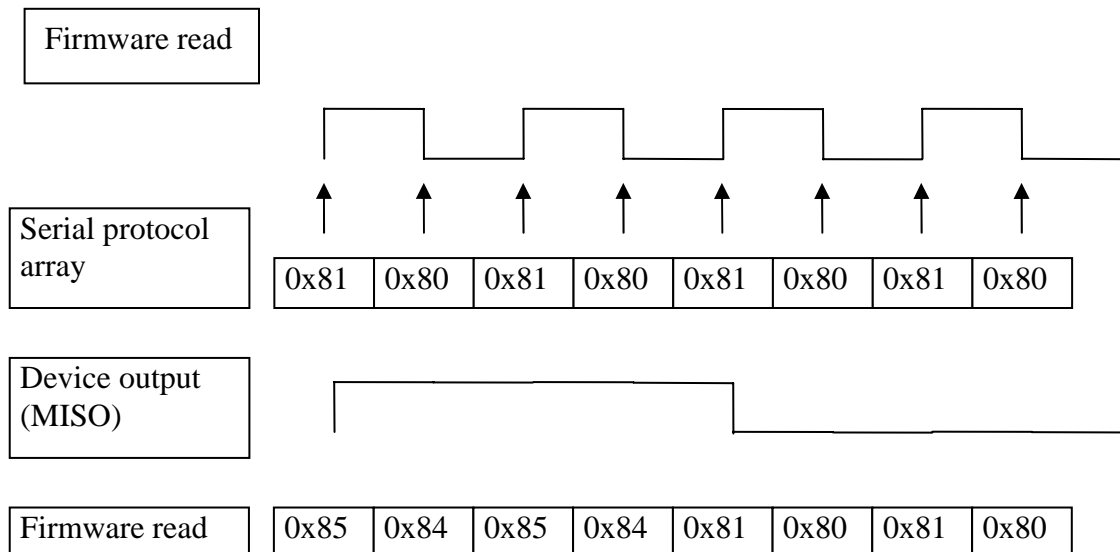 Firmware read
Serial protocol
array
0x81 0x80 0x81 0x80 0x81 0x80 0x81 0x80
Device output
(MISO)
Firmware read 0x85 0x84 0x85 0x84 0x81 0x80 0x81 0x80